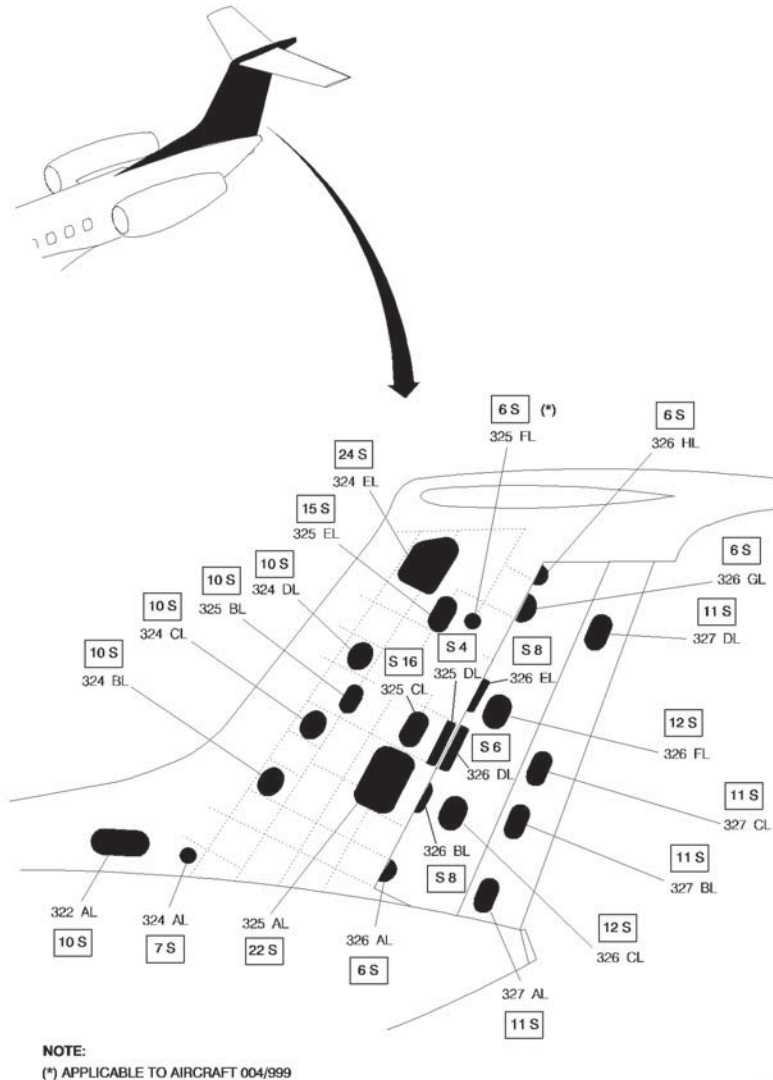 6 S (*)
325 FL
6 S
326 HL
24 S
324 EL
15 S
325 EL
10 S
324 DL
10 S
325 BL
10 S
324 CL
10 S
324 BL
6 S
326 GL
11 S
327 DL
S 4
325 DL
S 8
326 EL
S 16
325 CL
12 S
326 FL
S 6
326 DL
11 S
327 CL
326 BL
S 8
11 S
327 BL
322 AL
10 S
324 AL
7 S
325 AL
22 S
326 AL
6 S
12 S
326 CL
327 AL
11 S
NOTE:
(*) APPLICABLE TO AIRCRAFT 004/999